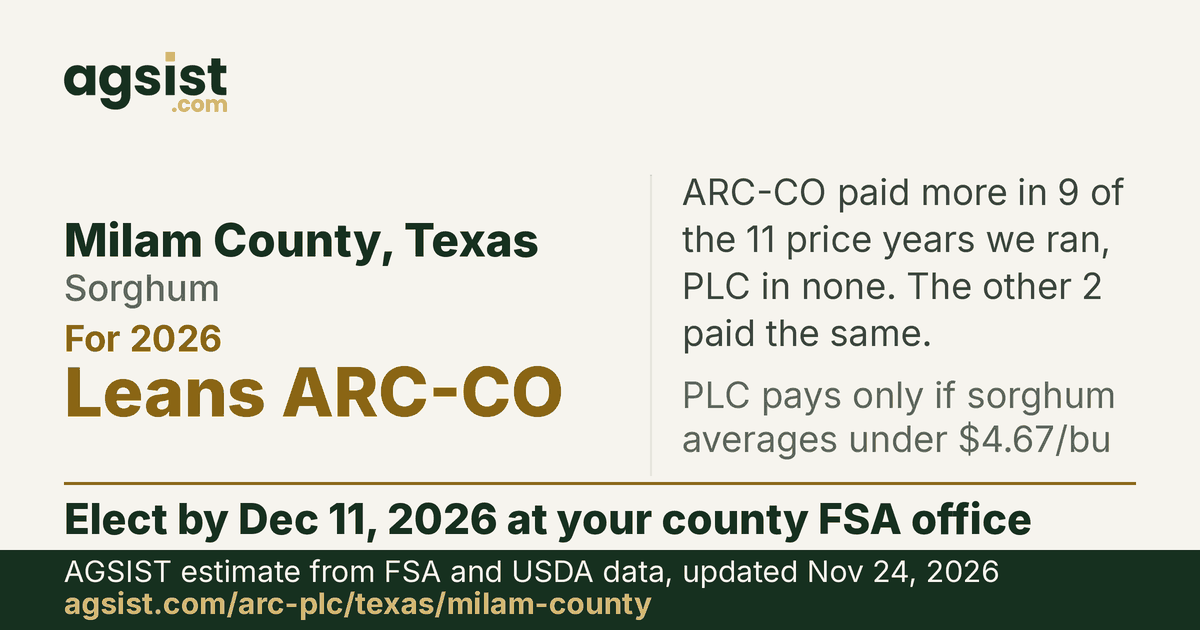 agsist
.com
Milam County, Texas
Sorghum
For 2026
Leans ARC-CO
ARC-CO paid more in 9 of
the 11 price years we ran,
PLC in none. The other 2
paid the same.
PLC pays only if sorghum
averages under $4.67/bu
Elect by Dec 11, 2026 at your county FSA office
AGSIST estimate from FSA and USDA data, updated Nov 24, 2026
agsist.com/arc-plc/texas/milam-county